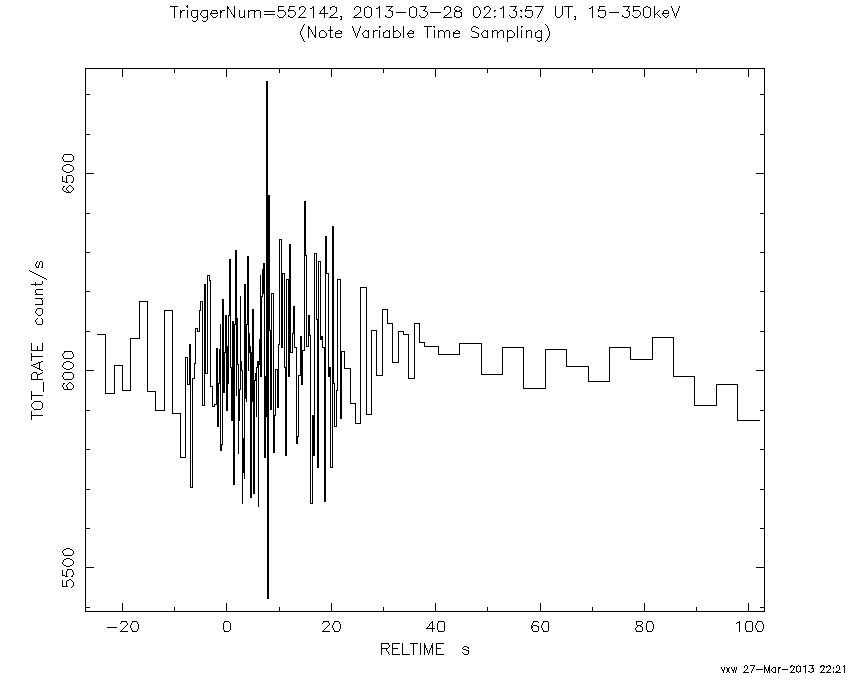 TriggerNum=552142, 2013-03-28 02:13:57 UT, 15-350keV
(Note Variable Time Sampling)
6500
6000
5500
TOT_RATE count/s
-20 0 20 40 60 80 100
RELTIME s
vxw 27-Mar-2013 22:21